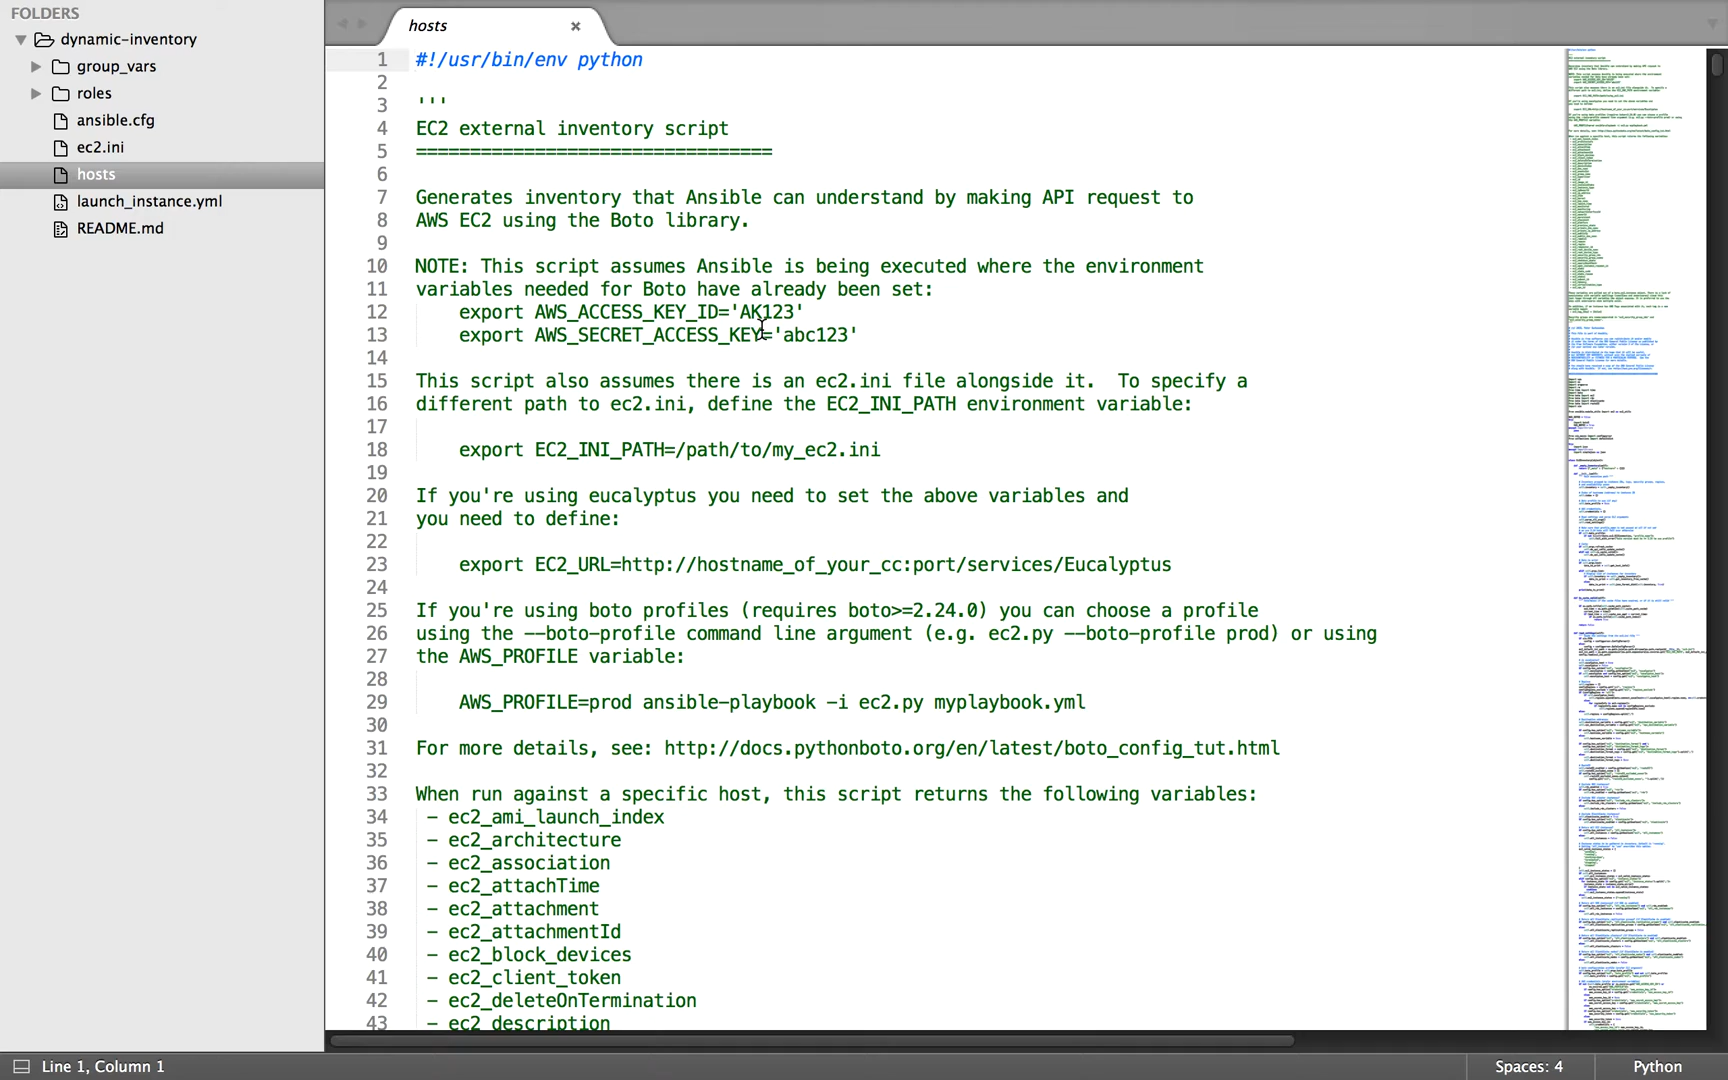 FOLDERS
dynamic-inventory
group_vars
roles
ansible.cfg
ec2.ini
hosts
launch_instance.yml
README.md
hosts
1 #!/usr/bin/env python
2
3 '''
4 EC2 external inventory script
5 =================================
6
7 Generates inventory that Ansible can understand by making API request to
8 AWS EC2 using the Boto library.
9
10 NOTE: This script assumes Ansible is being executed where the environment
11 variables needed for Boto have already been set:
12 export AWS_ACCESS_KEY_ID='AK123'
13 export AWS_SECRET_ACCESS_KEY='abc123'
14
15 This script also assumes there is an ec2.ini file alongside it.  To specify a
16 different path to ec2.ini, define the EC2_INI_PATH environment variable:
17
18 export EC2_INI_PATH=/path/to/my_ec2.ini
19
20 If you're using eucalyptus you need to set the above variables and
21 you need to define:
22
23 export EC2_URL=http://hostname_of_your_cc:port/services/Eucalyptus
24
25 If you're using boto profiles (requires boto>=2.24.0) you can choose a profile
26 using the --boto-profile command line argument (e.g. ec2.py --boto-profile prod) or using
27 the AWS_PROFILE variable:
28
29 AWS_PROFILE=prod ansible-playbook -i ec2.py myplaybook.yml
30
31 For more details, see: http://docs.pythonboto.org/en/latest/boto_config_tut.html
32
33 When run against a specific host, this script returns the following variables:
34 - ec2_ami_launch_index
35 - ec2_architecture
36 - ec2_association
37 - ec2_attachTime
38 - ec2_attachment
39 - ec2_attachmentId
40 - ec2_block_devices
41 - ec2_client_token
42 - ec2_deleteOnTermination
43 - ec2_description
Line 1, Column 1
Spaces: 4
Python